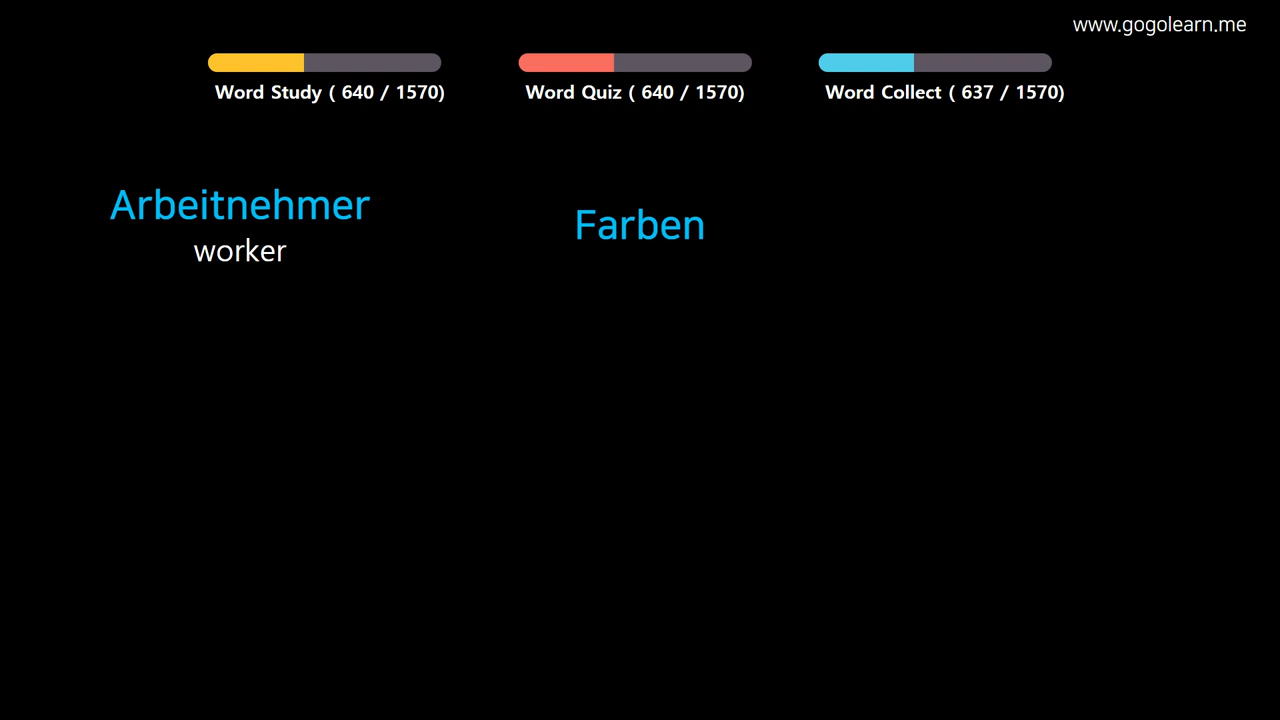 www.gogolearn.me
Word Study ( 640 / 1570)
Word Quiz ( 640 / 1570)
Word Collect ( 637 / 1570)
Arbeitnehmer
worker
Farben